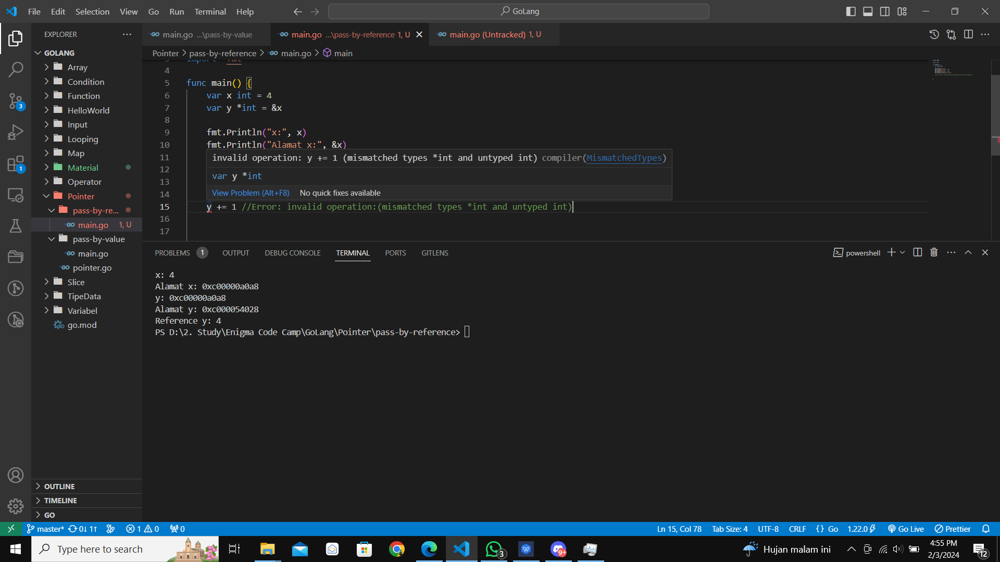 File Edit Selection View Go Run Terminal Help
GoLang
EXPLORER
main.go ...\pass-by-value
main.go ...\pass-by-reference 1, U
main.go (Untracked) 1, U
GOLANG
Array
Condition
Function
HelloWorld
Input
Looping
Map
Material
Operator
Pointer
pass-by-re...
main.go 1, U
pass-by-value
main.go
pointer.go
Slice
TipeData
Variabel
go.mod
OUTLINE
TIMELINE
GO
3
1
Pointer > pass-by-reference > main.go > main
3 import "fmt"
4
5 func main() {
6 var x int = 4
7 var y *int = &x
8
9 fmt.Println("x:", x)
10 fmt.Println("Alamat x:", &x)
11
12
13
14
15 y += 1 //Error: invalid operation:(mismatched types *int and untyped int)
16
17
invalid operation: y += 1 (mismatched types *int and untyped int) compiler(MismatchedTypes)
var y *int
View Problem (Alt+F8) No quick fixes available
PROBLEMS 1 OUTPUT DEBUG CONSOLE TERMINAL PORTS GITLENS
powershell
x: 4
Alamat x: 0xc00000a0a8
y: 0xc00000a0a8
Alamat y: 0xc000054028
Reference y: 4
PS D:\2. Study\Enigma Code Camp\GoLang\Pointer\pass-by-reference>
master* 0↓ 1↑ 1 0 0
Ln 15, Col 78 Tab Size: 4 UTF-8 CRLF {} Go 1.22.0 Go Live Prettier
Type here to search
3
9+
Hujan malam ini
4:55 PM
2/3/2024
12